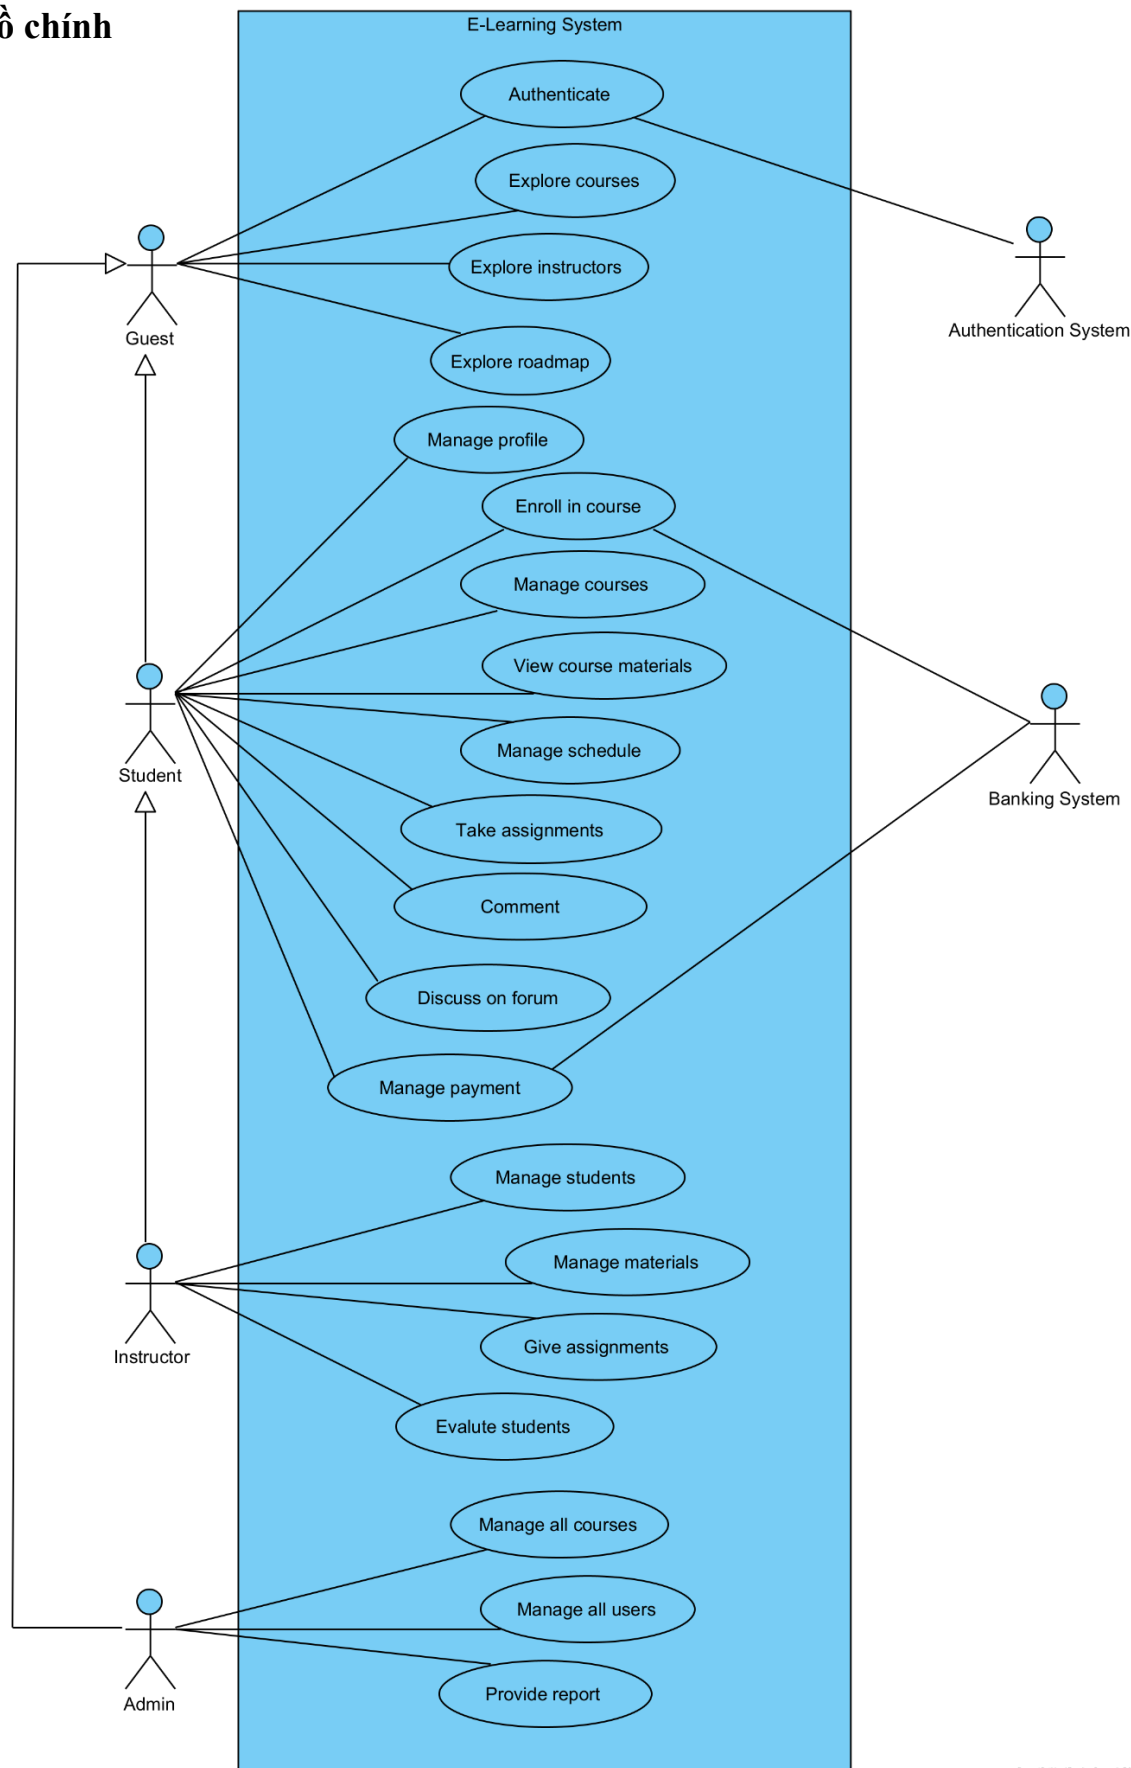 ồ chính
E-Learning System
Authenticate
Explore courses
Explore instructors
Guest
Authentication System
Explore roadmap
Manage profile
Enroll in course
Manage courses
View course materials
Manage schedule
Student
Banking System
Take assignments
Comment
Discuss on forum
Manage payment
Manage students
Manage materials
Give assignments
Instructor
Evalute students
Manage all courses
Manage all users
Provide report
Admin